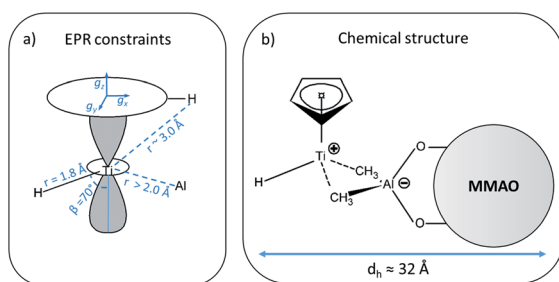 a) EPR constraints
g_z
g_y g_x
H
r ~ 3.0 Å
Ti
r = 1.8 Å
H
β = 70°
r > 2.0 Å
Al
b) Chemical structure
Ti ⊕
H
CH₃
CH₃
Al ⊖
O
O
MMAO
d_h ≈ 32 Å